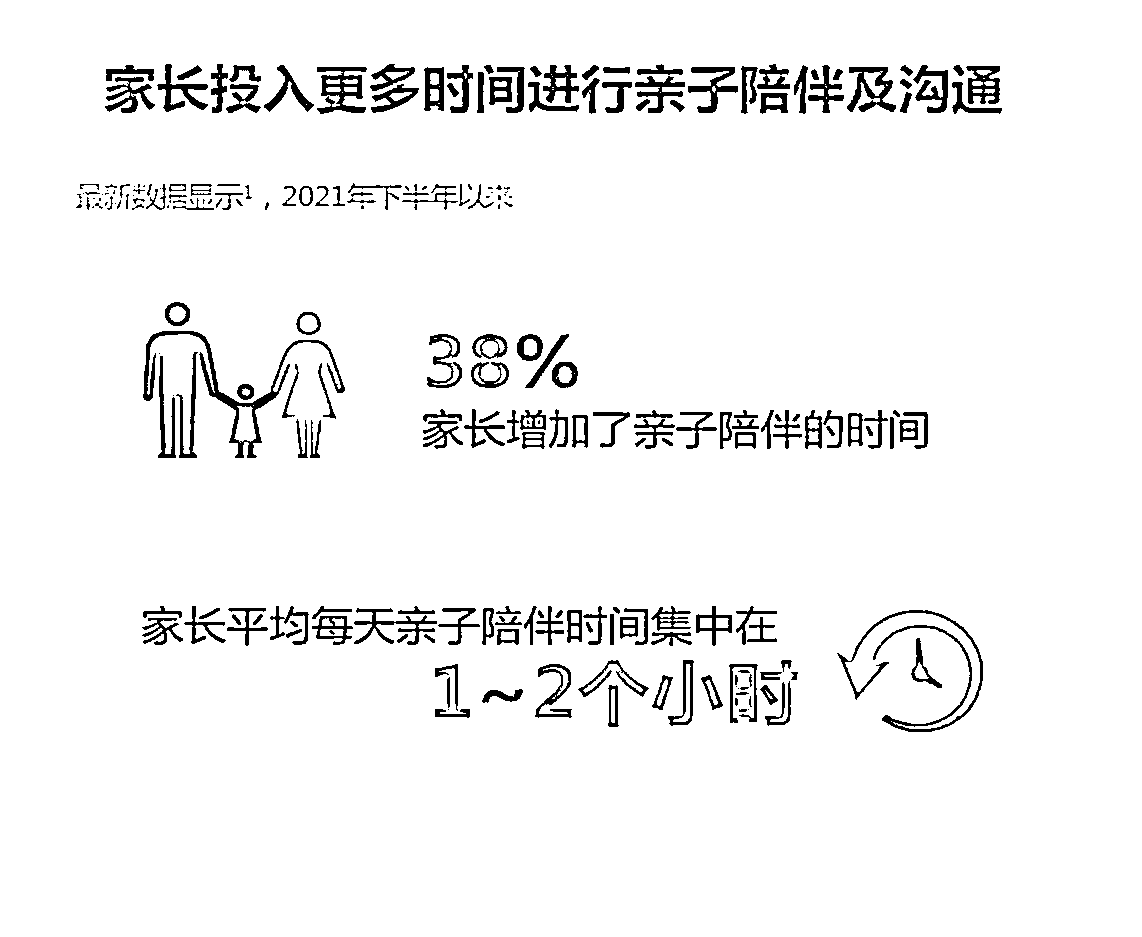 家长投入更多时间进行亲子陪伴及沟通
最新数据显示¹，2021年下半年以来
38%
家长增加了亲子陪伴的时间
家长平均每天亲子陪伴时间集中在
1~2个小时